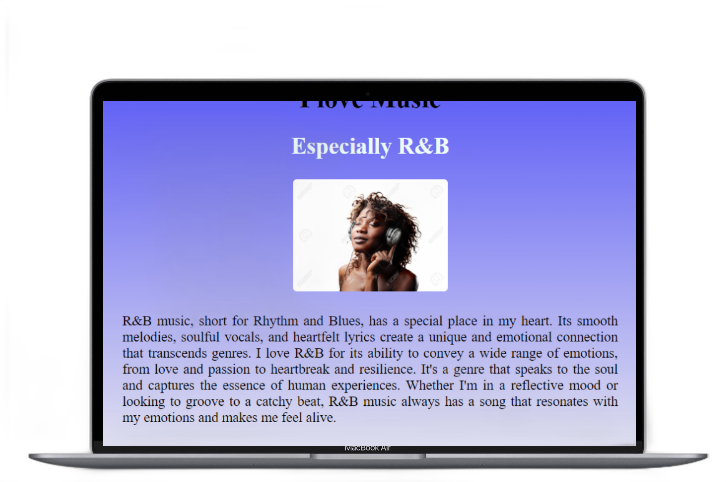 I love Music
Especially R&B
R&B music, short for Rhythm and Blues, has a special place in my heart. Its smooth
melodies, soulful vocals, and heartfelt lyrics create a unique and emotional connection
that transcends genres. I love R&B for its ability to convey a wide range of emotions,
from love and passion to heartbreak and resilience. It's a genre that speaks to the soul
and captures the essence of human experiences. Whether I'm in a reflective mood or
looking to groove to a catchy beat, R&B music always has a song that resonates with
my emotions and makes me feel alive.
MacBook Air